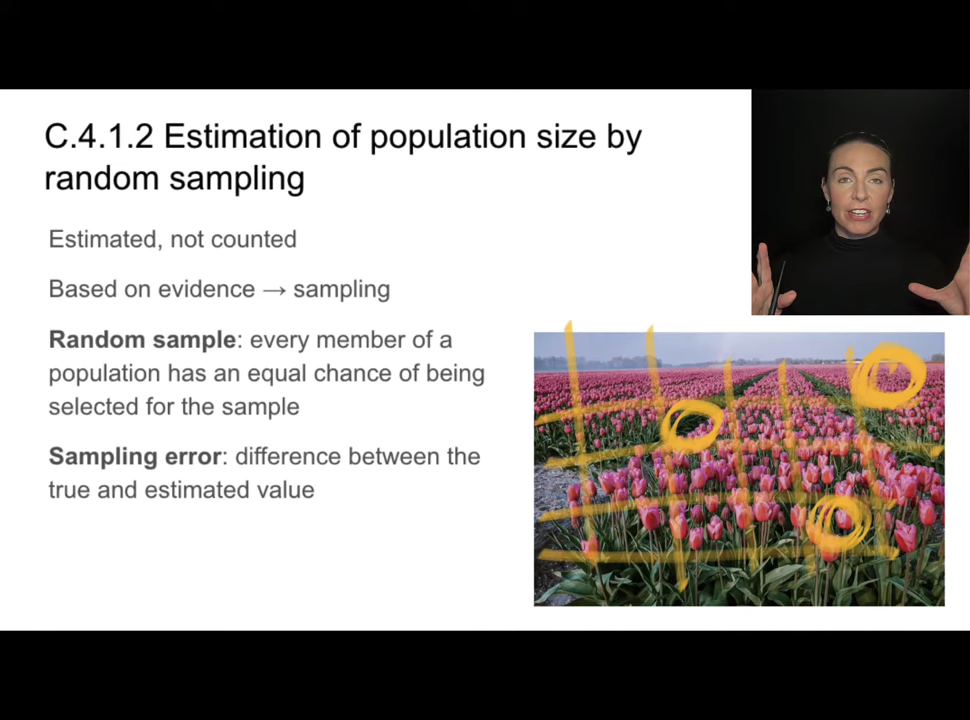 C.4.1.2 Estimation of population size by
random sampling
Estimated, not counted
Based on evidence → sampling
Random sample: every member of a
population has an equal chance of being
selected for the sample
Sampling error: difference between the
true and estimated value